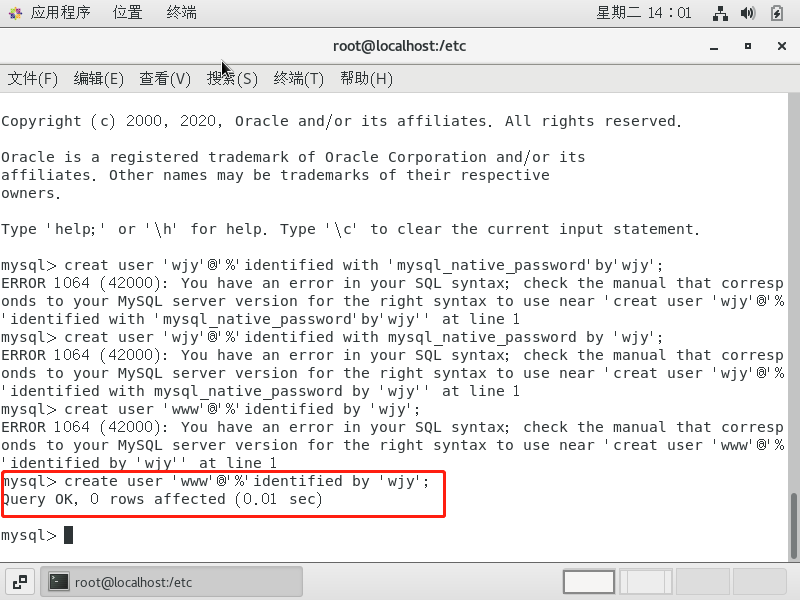 应用程序 位置 终端 星期二 14：01
root@localhost:/etc
文件(F) 编辑(E) 查看(V) 搜索(S) 终端(T) 帮助(H)
Copyright (c) 2000, 2020, Oracle and/or its affiliates. All rights reserved.
Oracle is a registered trademark of Oracle Corporation and/or its
affiliates. Other names may be trademarks of their respective
owners.
Type 'help;' or '\h' for help. Type '\c' to clear the current input statement.
mysql> creat user 'wjy'@'%'identified with 'mysql_native_password'by'wjy';
ERROR 1064 (42000): You have an error in your SQL syntax; check the manual that corresp
onds to your MySQL server version for the right syntax to use near 'creat user 'wjy'@'%
'identified with 'mysql_native_password'by'wjy'' at line 1
mysql> creat user 'wjy'@'%'identified with mysql_native_password by 'wjy';
ERROR 1064 (42000): You have an error in your SQL syntax; check the manual that corresp
onds to your MySQL server version for the right syntax to use near 'creat user 'wjy'@'%
'identified with mysql_native_password by 'wjy'' at line 1
mysql> creat user 'www'@'%'identified by 'wjy';
ERROR 1064 (42000): You have an error in your SQL syntax; check the manual that corresp
onds to your MySQL server version for the right syntax to use near 'creat user 'www'@'%
'identified by 'wjy'' at line 1
mysql> create user 'www'@'%'identified by 'wjy';
Query OK, 0 rows affected (0.01 sec)
mysql>
root@localhost:/etc